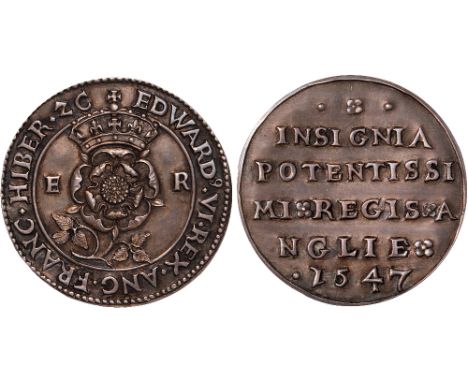 EDWARD⁹·VI·REX·ANG·FRANC·HIBER·ZC
E R
INSIGNIA
POTENTISSI
MI REGIS A
NGLIE
·1547